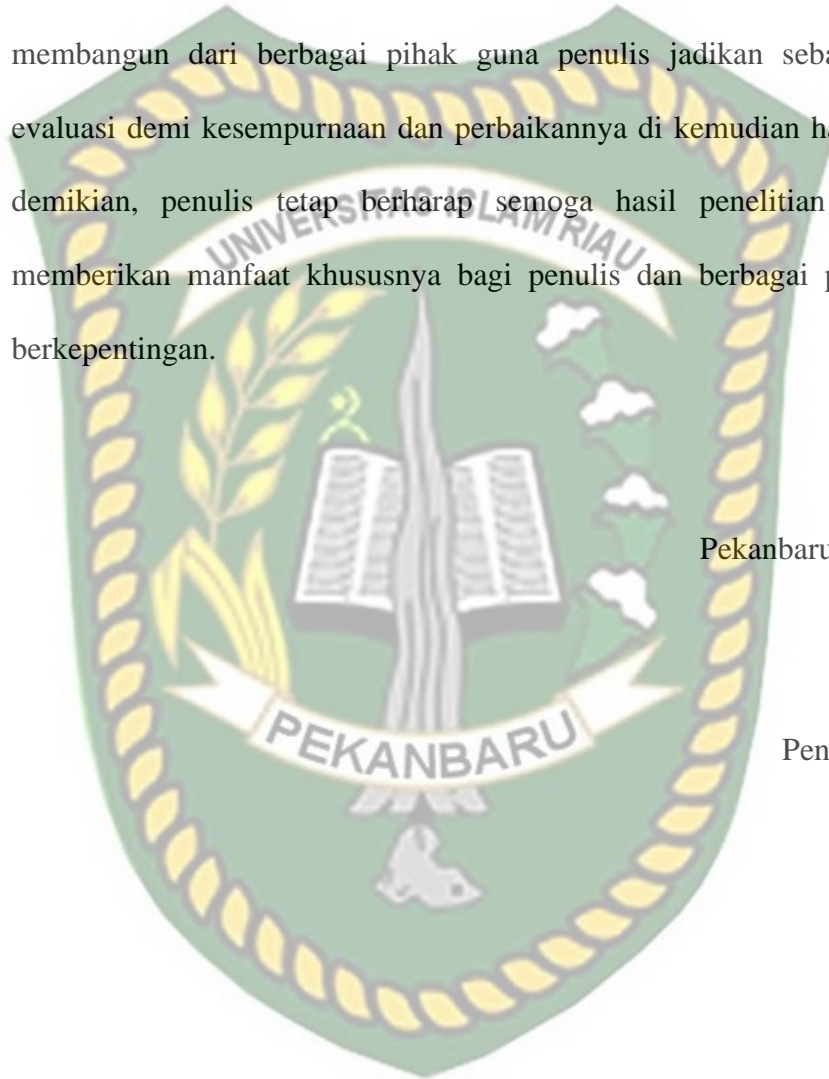 membangun dari berbagai pihak guna penulis jadikan seba
evaluasi demi kesempurnaan dan perbaikannya di kemudian ha
demikian, penulis tetap berharap semoga hasil penelitian
UNIVERSITAS ISLAM RIAU
memberikan manfaat khususnya bagi penulis dan berbagai p
berkepentingan.
Pekanbaru
PEKANBARU
Pen